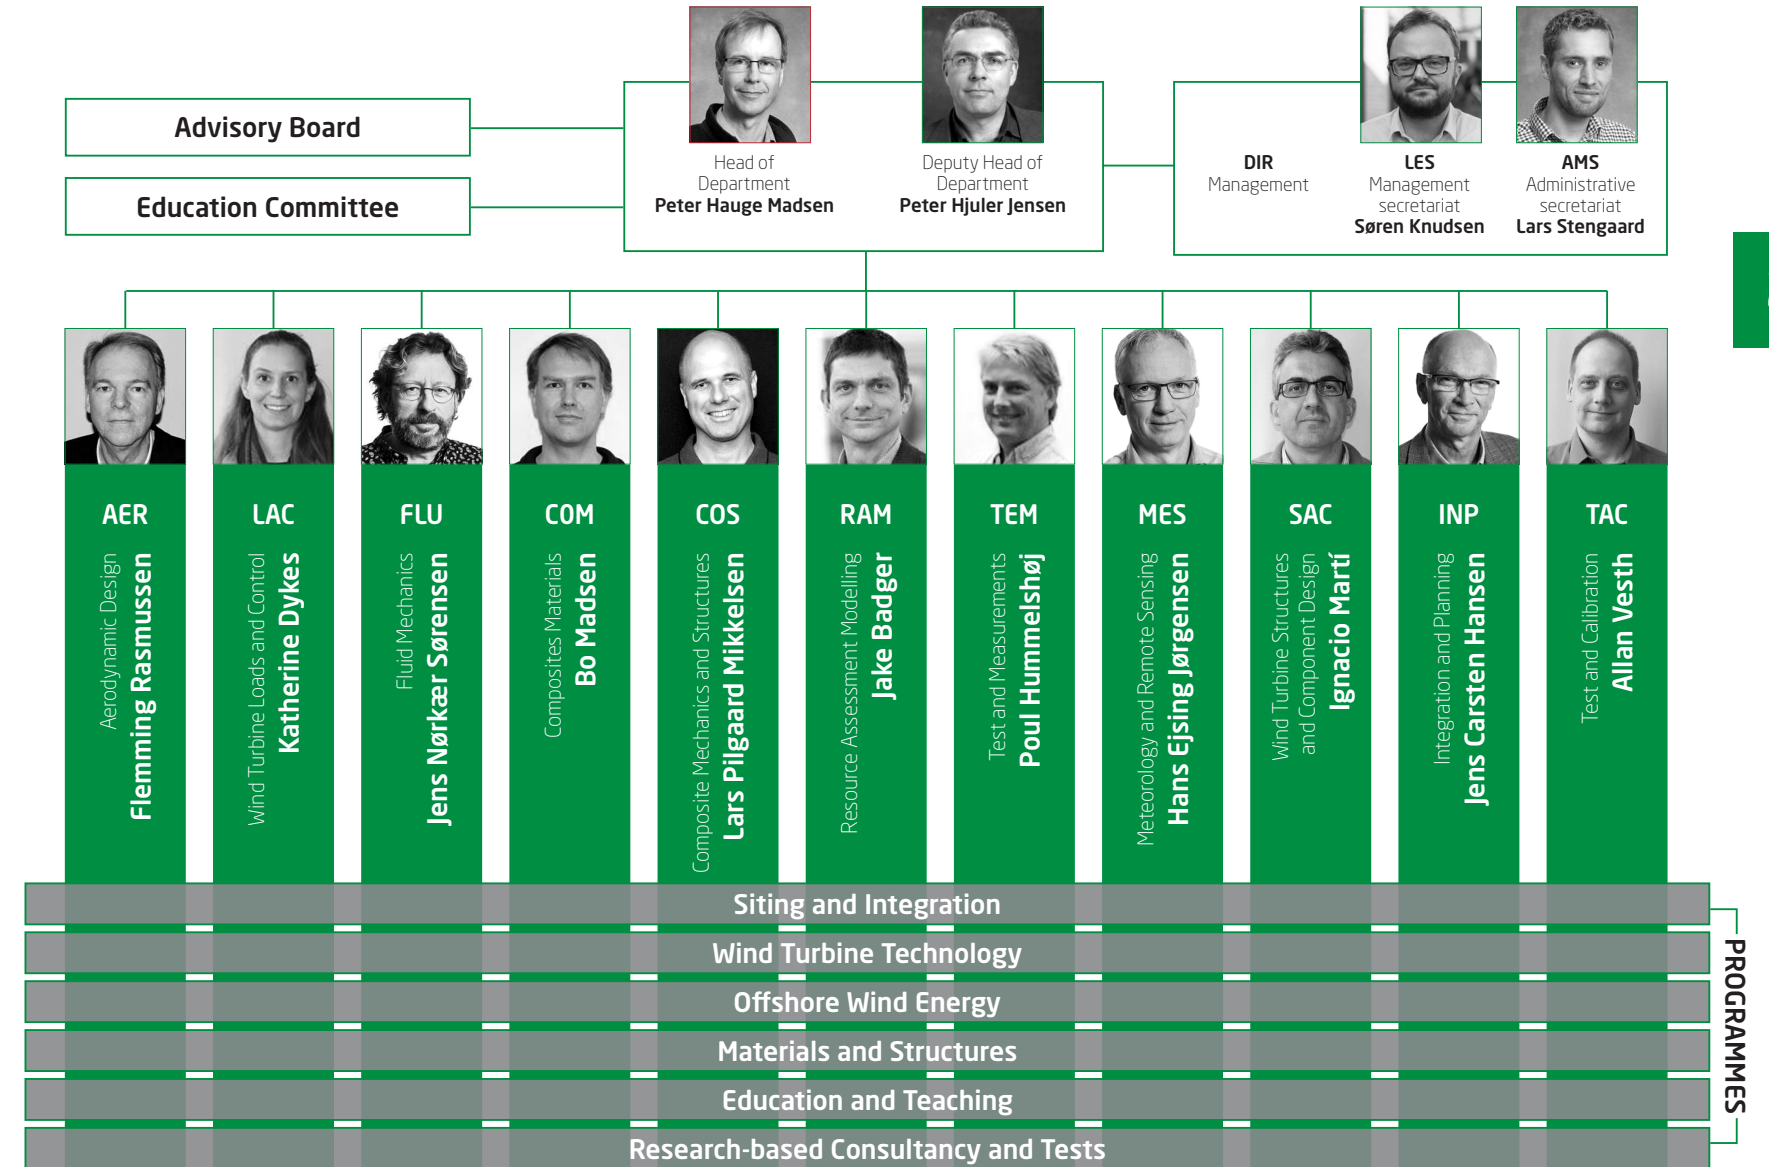 Advisory Board
Education Committee
Head of
Department
Peter Hauge Madsen
Deputy Head of
Department
Peter Hjuler Jensen
DIR
Management
LES
Management
secretariat
Søren Knudsen
AMS
Administrative
secretariat
Lars Stengaard
AER
Aerodynamic Design
Flemming Rasmussen
LAC
Wind Turbine Loads and Control
Katherine Dykes
FLU
Fluid Mechanics
Jens Nørkær Sørensen
COM
Composites Materials
Bo Madsen
COS
Composite Mechanics and Structures
Lars Pilgaard Mikkelsen
RAM
Resource Assessment Modelling
Jake Badger
TEM
Test and Measurements
Poul Hummelshøj
MES
Meteorology and Remote Sensing
Hans Ejsing Jørgensen
SAC
Wind Turbine Structures
and Component Design
Ignacio Martí
INP
Integration and Planning
Jens Carsten Hansen
TAC
Test and Calibration
Allan Vesth
Siting and Integration
Wind Turbine Technology
Offshore Wind Energy
Materials and Structures
Education and Teaching
Research-based Consultancy and Tests
PROGRAMMES